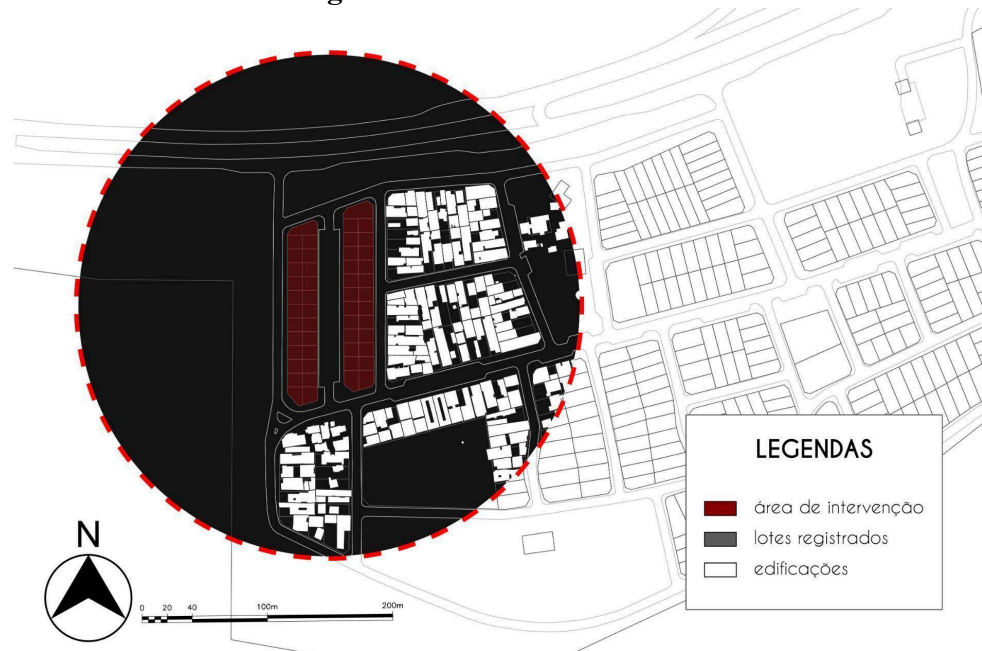 LEGENDAS
área de intervenção
lotes registrados
edificações
N
0 20 40 100m 200m